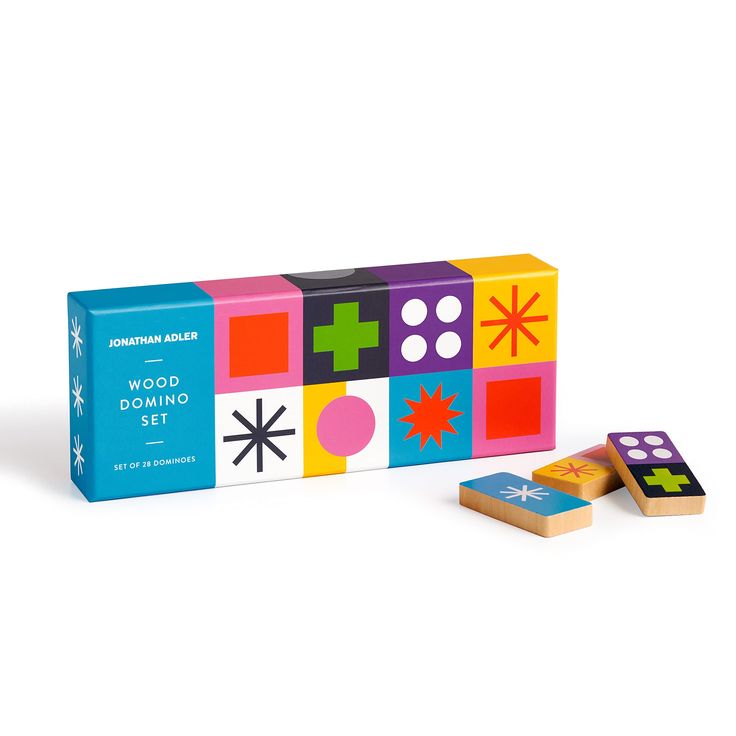 JONATHAN ADLER
WOOD
DOMINO
SET
SET OF 28 DOMINOES